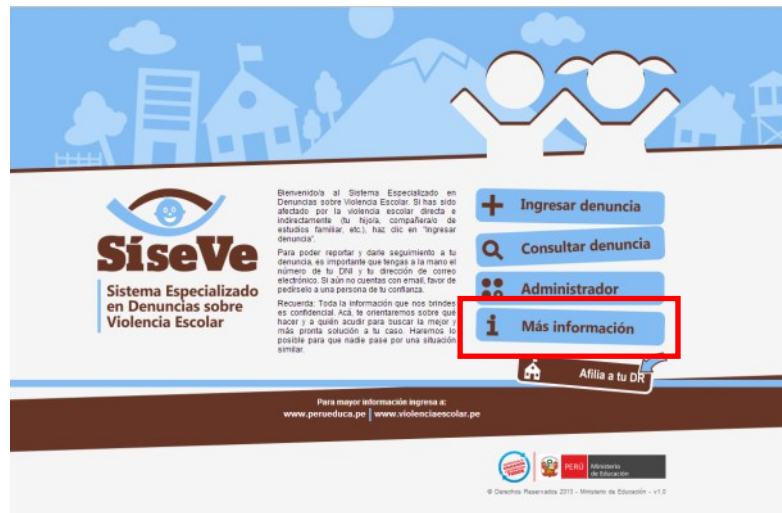 SíseVe
Sistema Especializado
en Denuncias sobre
Violencia Escolar
Bienvenido/a al Sistema Especializado en
Denuncias sobre Violencia Escolar. Si has sido
afectado por la violencia escolar directa e
indirectamente (tu hijo/a, compañera/o de
estudios familiar, etc.), haz clic en "Ingresar
denuncia".
Para poder reportar y darle seguimiento a tu
denuncia, es importante que tengas a la mano el
número de tu DNI y tu dirección de correo
electrónico. Si aún no cuentas con email, favor de
pedírselo a una persona de tu confianza.
Recuerda: Toda la información que nos brindes
es confidencial. Acá, te orientaremos sobre qué
hacer y a quién acudir para buscar la mejor y
más pronta solución a tu caso. Haremos lo
posible para que nadie pase por una situación
similar.
Ingresar denuncia
Consultar denuncia
Administrador
Más información
Afilia a tu DR
Para mayor información ingresa a:
www.perueduca.pe | www.violenciaescolar.pe
PERÚ
Ministerio
de Educación
© Derechos Reservados 2013 - Ministerio de Educación - v1.0